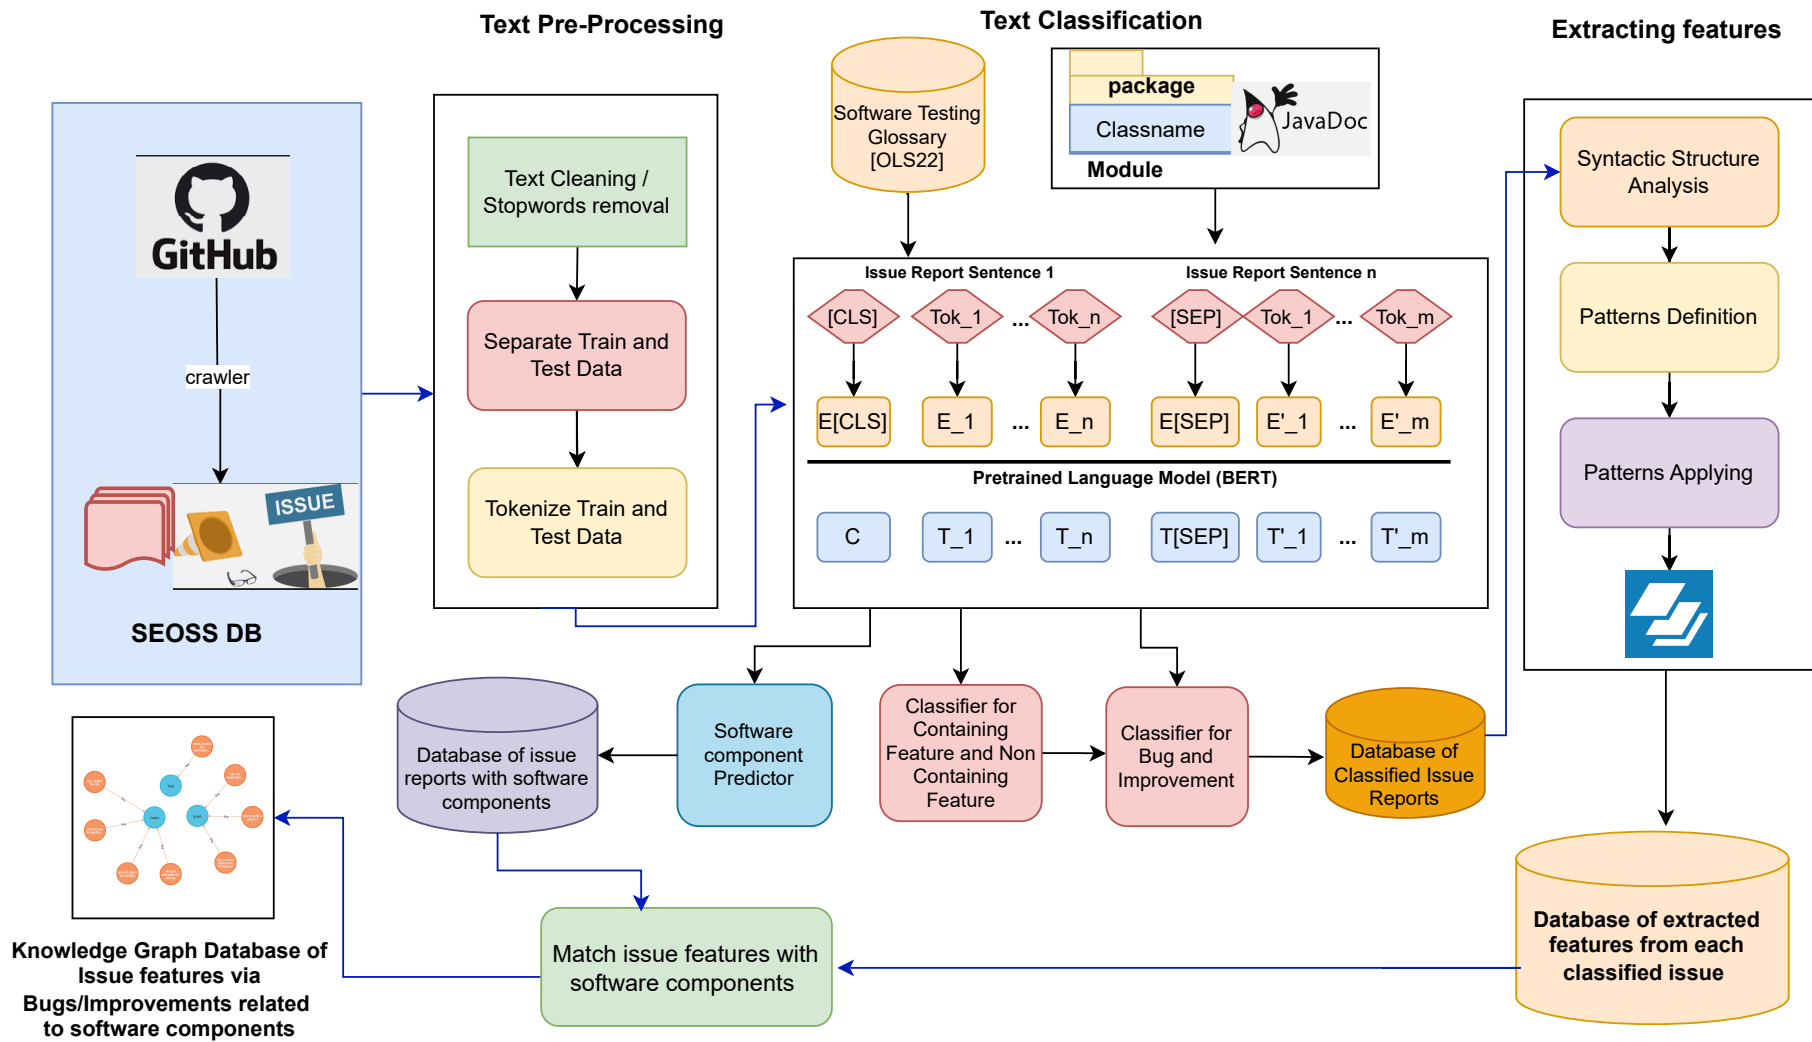 Text Pre-Processing
Text Classification
Extracting features
GitHub
crawler
ISSUE
SEOSS DB
Text Cleaning /
Stopwords removal
Separate Train and
Test Data
Tokenize Train and
Test Data
Software Testing
Glossary
[OLS22]
package
Classname
Module
JavaDoc
Issue Report Sentence 1
Issue Report Sentence n
[CLS]
Tok_1
...
Tok_n
[SEP]
Tok_1
...
Tok_m
E[CLS]
E_1
...
E_n
E[SEP]
E'_1
...
E'_m
Pretrained Language Model (BERT)
C
T_1
...
T_n
T[SEP]
T'_1
...
T'_m
Syntactic Structure
Analysis
Patterns Definition
Patterns Applying
Database of issue
reports with software
components
Software
component
Predictor
Classifier for
Containing
Feature and Non
Containing
Feature
Classifier for
Bug and
Improvement
Database of
Classified Issue
Reports
Database of extracted
features from each
classified issue
Match issue features with
software components
Knowledge Graph Database of
Issue features via
Bugs/Improvements related
to software components